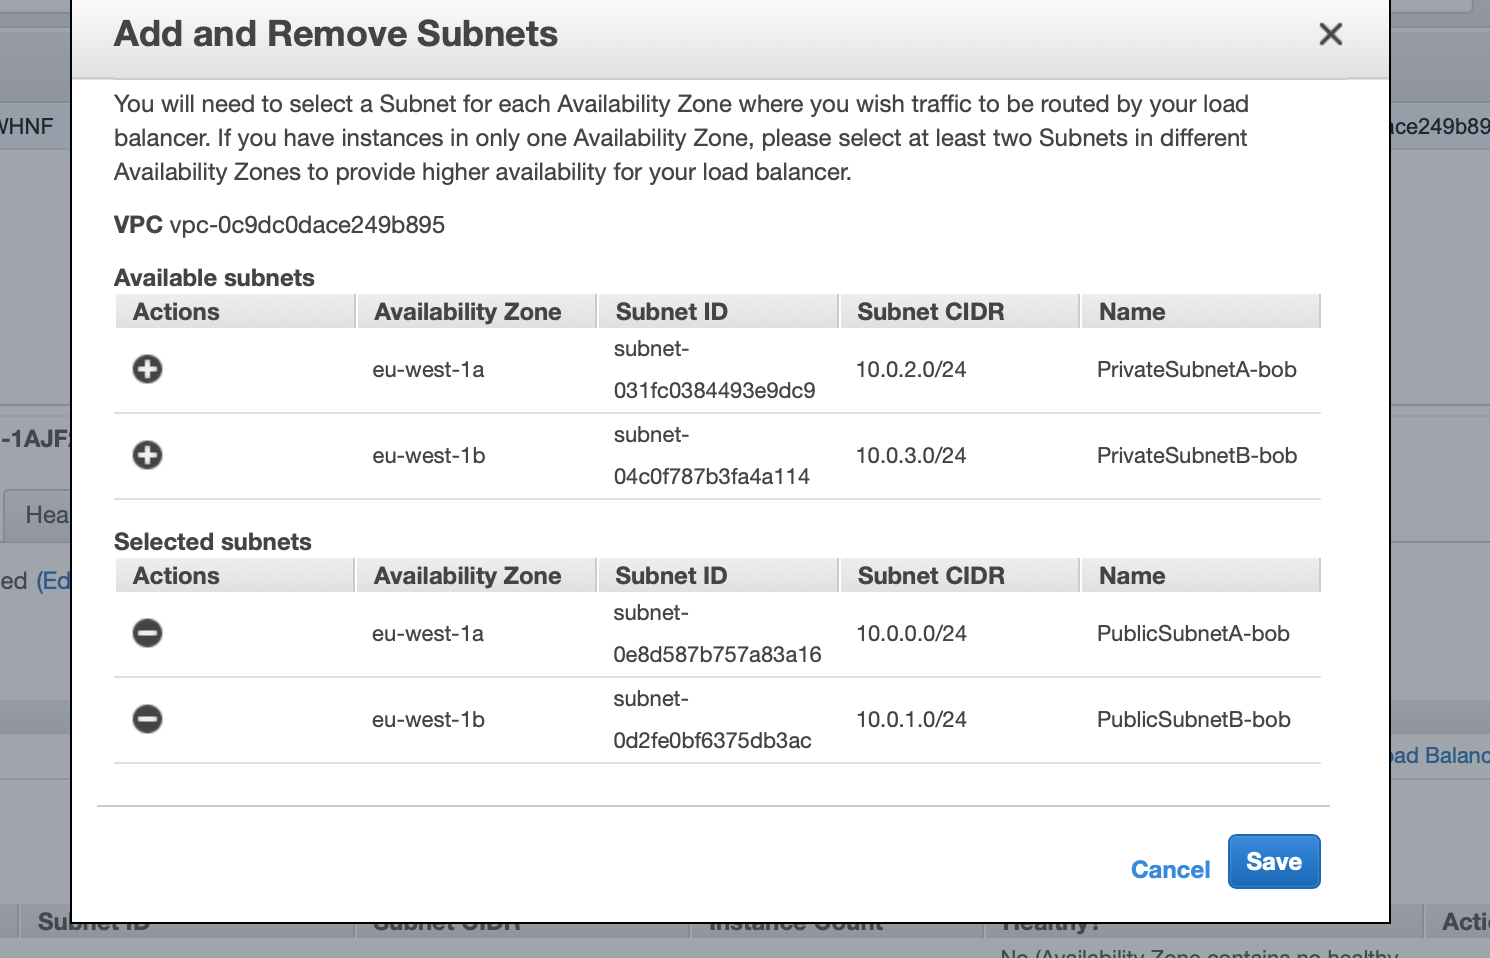 Add and Remove Subnets
You will need to select a Subnet for each Availability Zone where you wish traffic to be routed by your load
balancer. If you have instances in only one Availability Zone, please select at least two Subnets in different
Availability Zones to provide higher availability for your load balancer.
WHNF
ace249b89
VPC vpc-0c9dc0dace249b895
Available subnets
Actions Availability Zone Subnet ID Subnet CIDR Name
eu-west-1a subnet-031fc0384493e9dc9 10.0.2.0/24 PrivateSubnetA-bob
eu-west-1b subnet-04c0f787b3fa4a114 10.0.3.0/24 PrivateSubnetB-bob
-1AJF
Hea
Selected subnets
Actions Availability Zone Subnet ID Subnet CIDR Name
ed (Ed
eu-west-1a subnet-0e8d587b757a83a16 10.0.0.0/24 PublicSubnetA-bob
eu-west-1b subnet-0d2fe0bf6375db3ac 10.0.1.0/24 PublicSubnetB-bob
oad Balanc
Cancel Save
Subnet ID Subnet CIDR Instance Count Healthy? Acti
No (Availability Zone contains no healthy